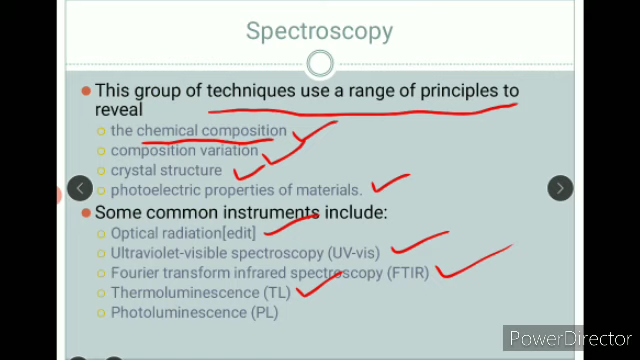 Spectroscopy
This group of techniques use a range of principles to
reveal
the chemical composition
composition variation
crystal structure
photoelectric properties of materials.
Some common instruments include:
Optical radiation[edit]
Ultraviolet-visible spectroscopy (UV-vis)
Fourier transform infrared spectroscopy (FTIR)
Thermoluminescence (TL)
Photoluminescence (PL)
PowerDirector